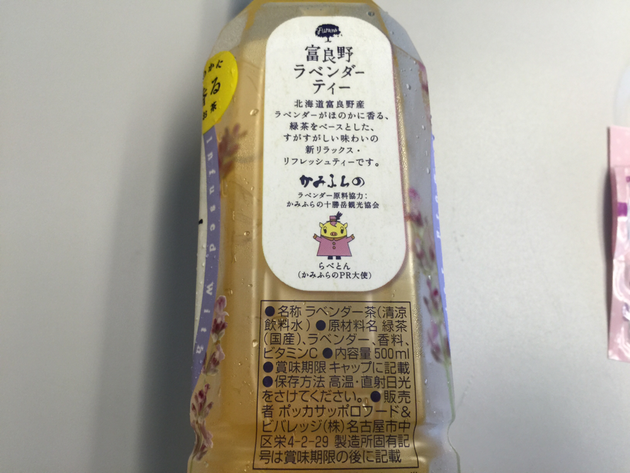 Furano
富良野
ラベンダー
ティー
北海道富良野産
ラベンダーがほのかに香る、
緑茶をベースとした、
すがすがしい味わいの
新リラックス・
リフレッシュティーです。
かみふらの
ラベンダー原料協力:
かみふらの十勝岳観光協会
らべとん
(かみふらのPR大使)
●名称 ラベンダー茶(清涼
飲料水) ●原材料名 緑茶
(国産)、ラベンダー、香料、
ビタミンC ●内容量 500ml
●賞味期限 キャップに記載
●保存方法 高温・直射日光
をさけてください。●販売
者 ポッカサッポロフード&
ビバレッジ(株)名古屋市中
区栄4-2-29 製造所固有記
号は賞味期限の後に記載
かに
る
お茶
Infused With